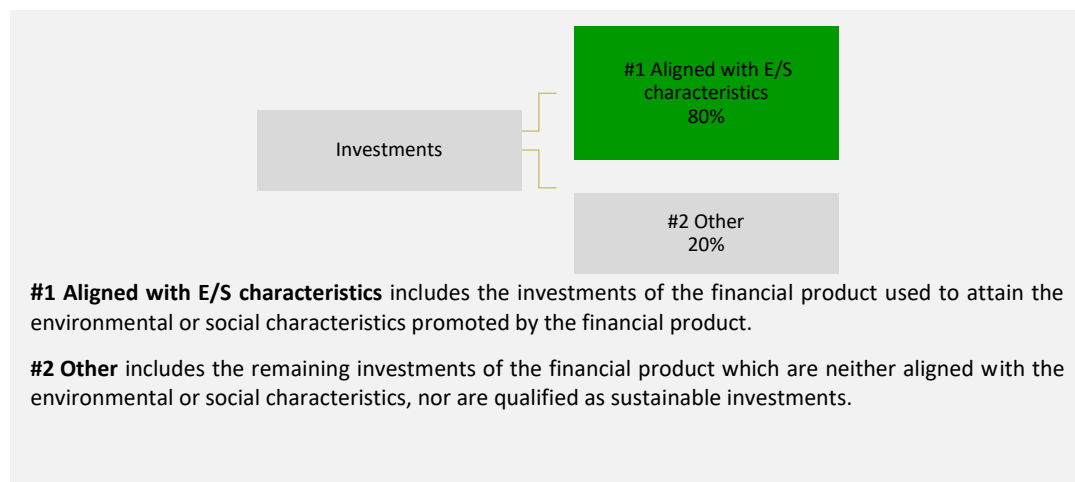 #1 Aligned with E/S
characteristics
80%
Investments
#2 Other
20%
#1 Aligned with E/S characteristics includes the investments of the financial product used to attain the
environmental or social characteristics promoted by the financial product.
#2 Other includes the remaining investments of the financial product which are neither aligned with the
environmental or social characteristics, nor are qualified as sustainable investments.